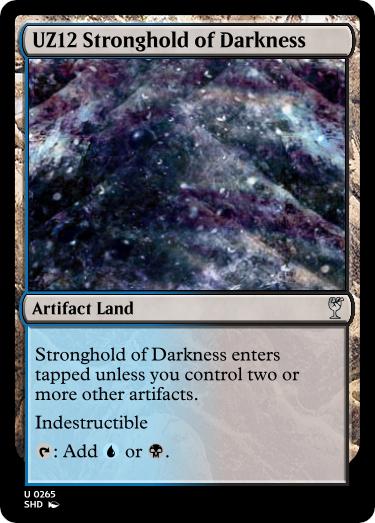 UZ12 Stronghold of Darkness
Artifact Land
Stronghold of Darkness enters
tapped unless you control two or
more other artifacts.
Indestructible
: Add or .
U 0265
SHD